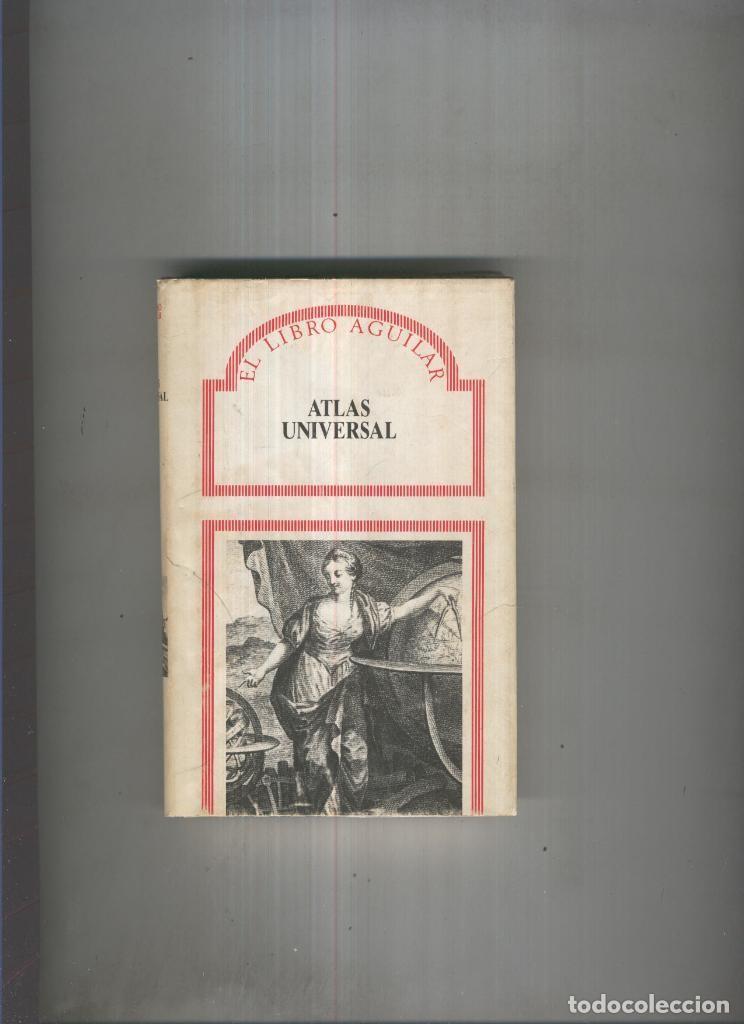 EL LIBRO AGUILAR
ATLAS
UNIVERSAL
todocoleccion